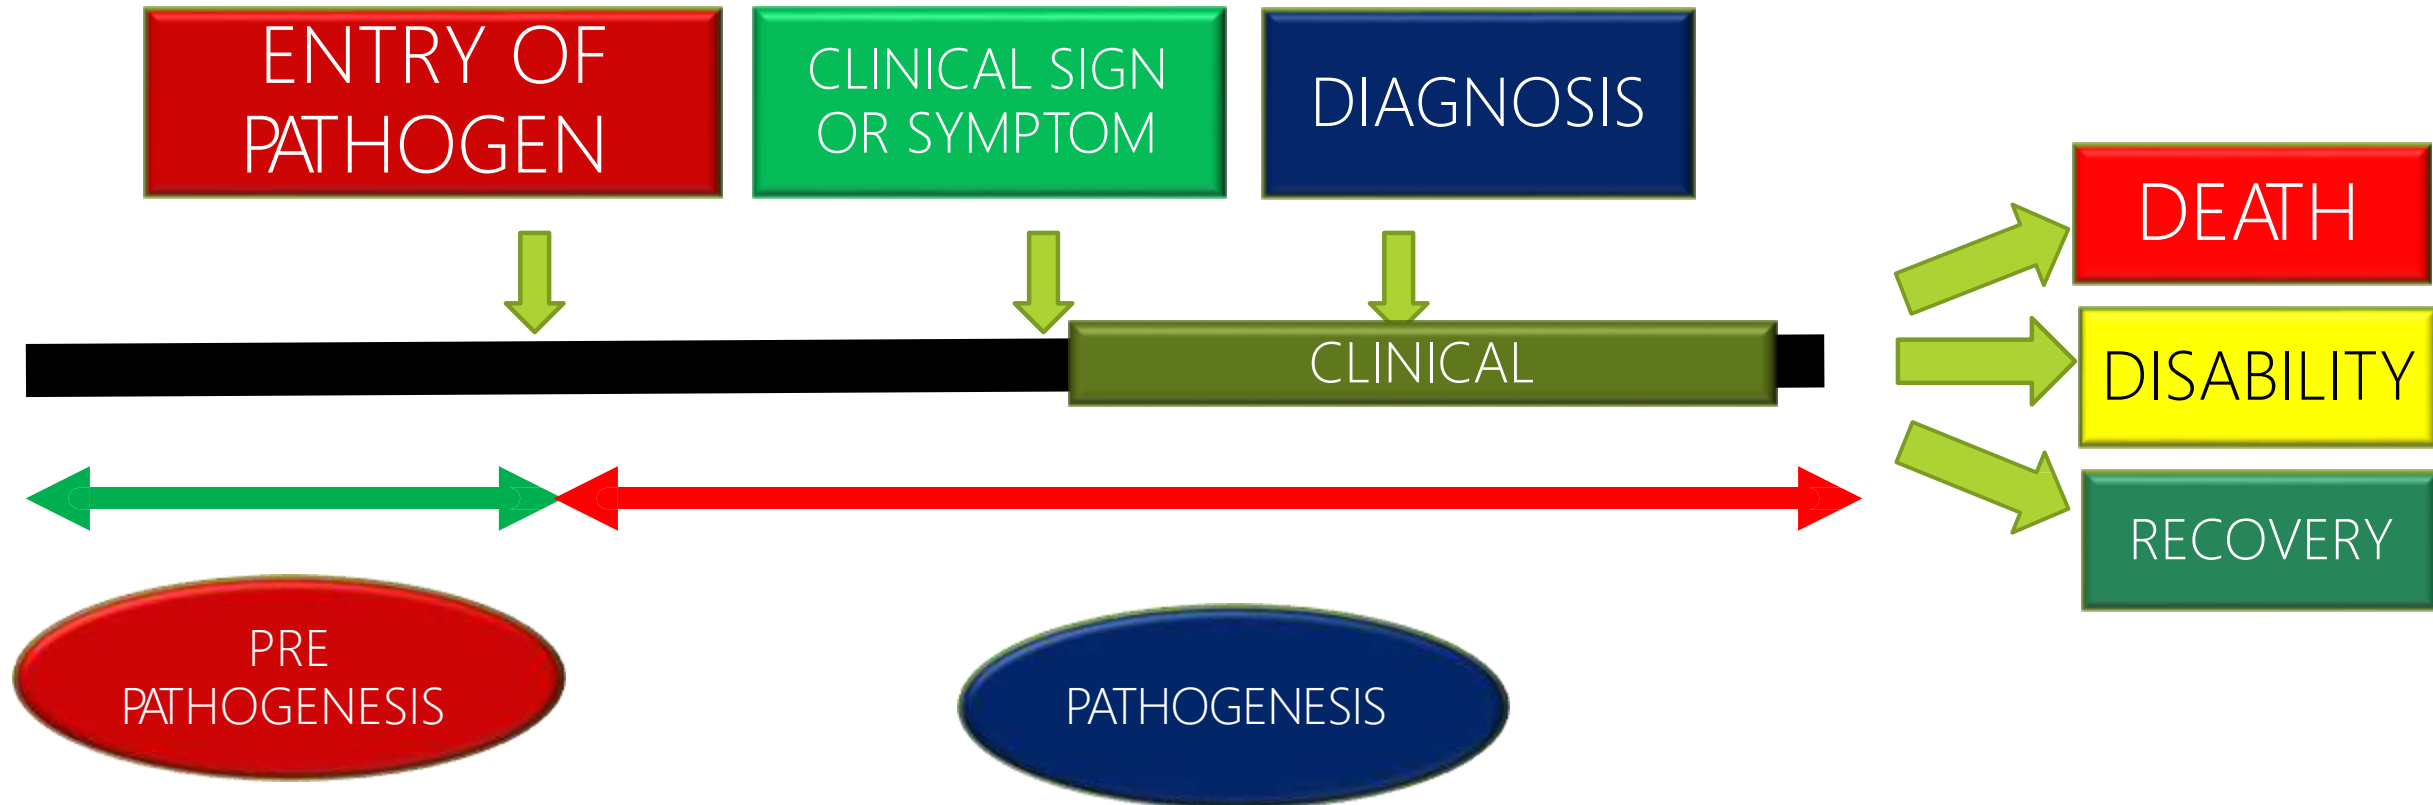 ENTRY OF
PATHOGEN
CLINICAL SIGN
OR SYMPTOM
DIAGNOSIS
DEATH
CLINICAL
DISABILITY
RECOVERY
PRE
PATHOGENESIS
PATHOGENESIS